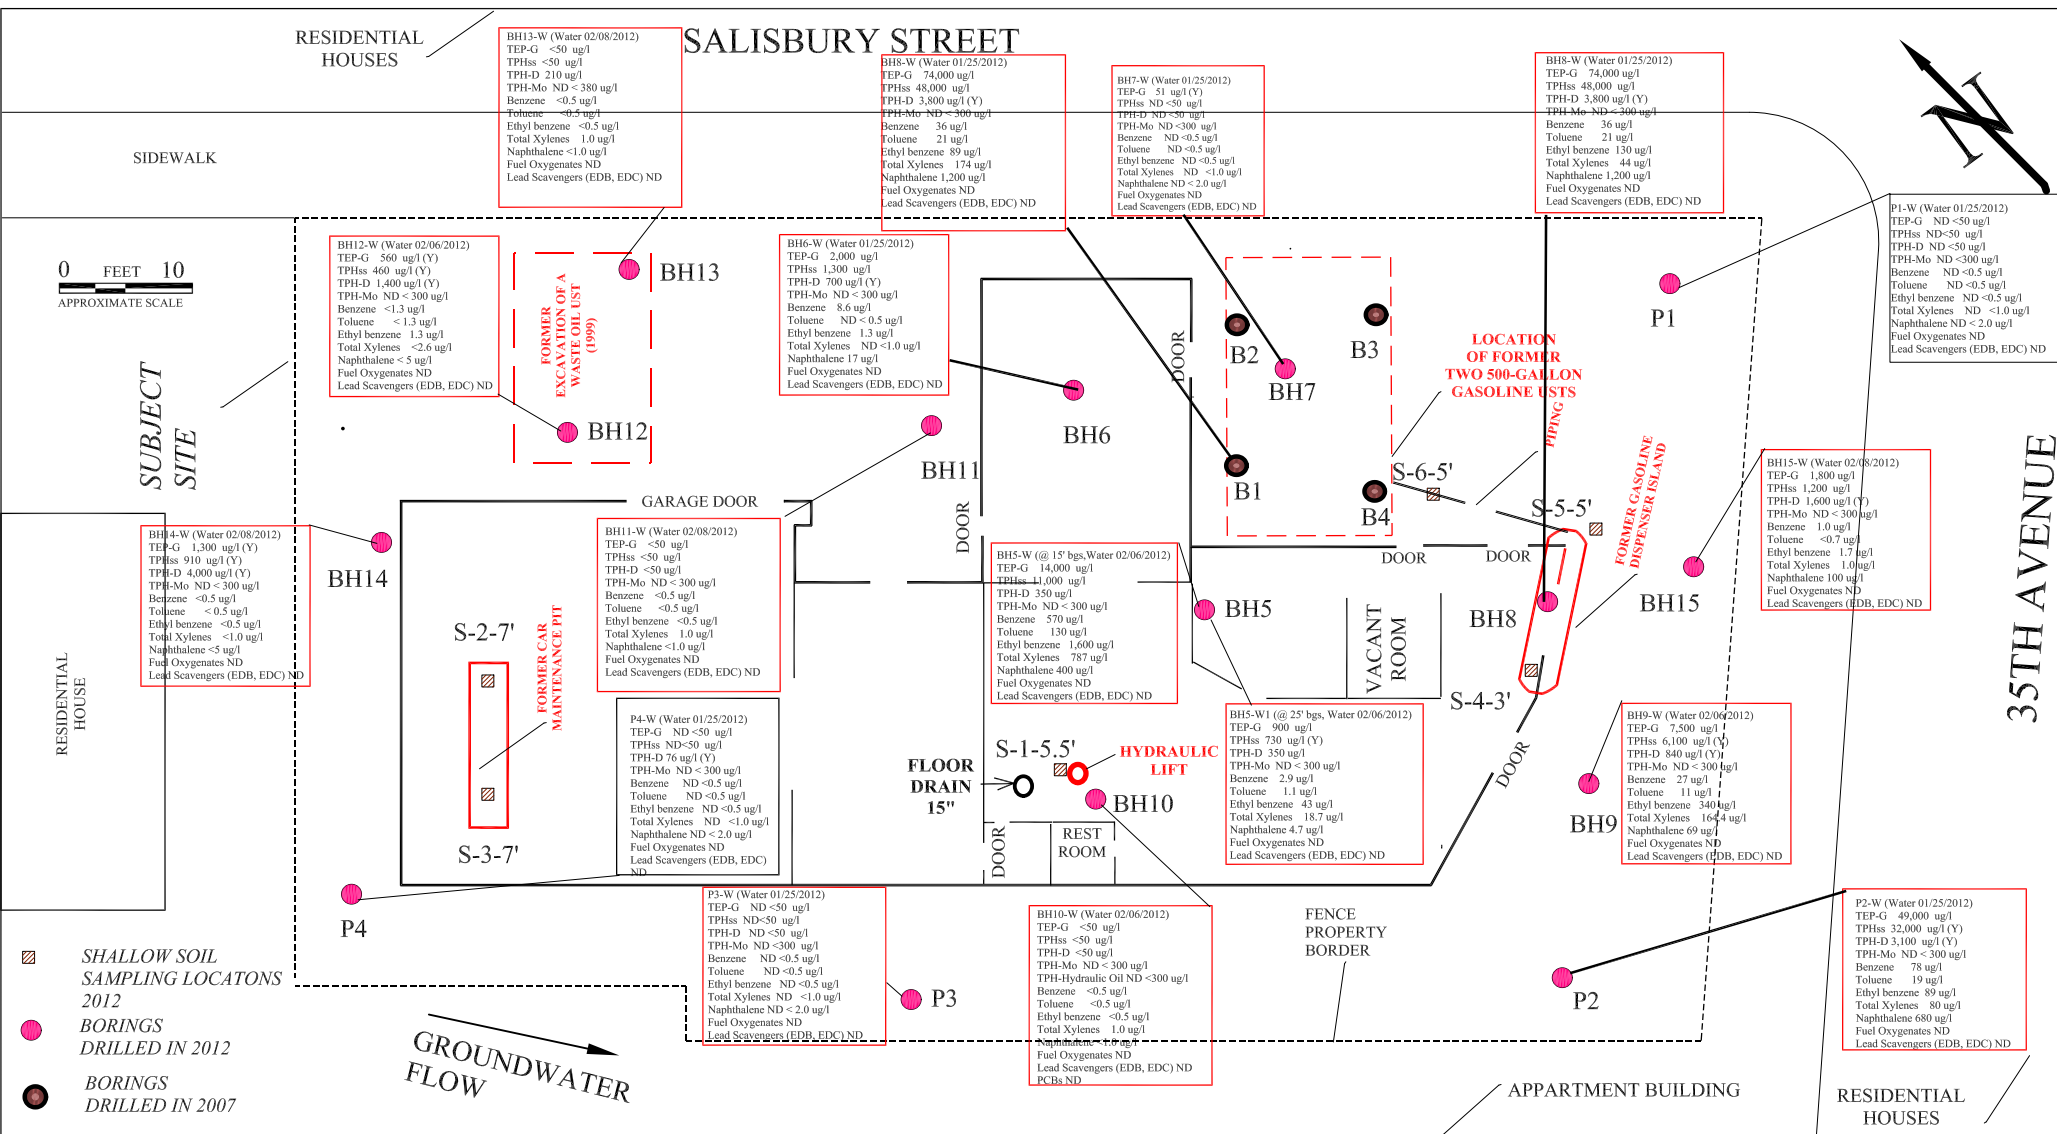 SALISBURY STREET
RESIDENTIAL
HOUSES
SIDEWALK
0 FEET 10
APPROXIMATE SCALE
SUBJECT
SITE
RESIDENTIAL
HOUSE
BH13-W (Water 02/08/2012)
TEP-G <50 ug/l
TPHss <50 ug/l
TPH-D 210 ug/l
TPH-Mo ND < 380 ug/l
Benzene <0.5 ug/l
Toluene <0.5 ug/l
Ethyl benzene <0.5 ug/l
Total Xylenes 1.0 ug/l
Naphthalene <1.0 ug/l
Fuel Oxygenates ND
Lead Scavengers (EDB, EDC) ND
BH8-W (Water 01/25/2012)
TEP-G 74,000 ug/l
TPHss 48,000 ug/l
TPH-D 3,800 ug/l (Y)
TPH-Mo ND < 300 ug/l
Benzene 36 ug/l
Toluene 21 ug/l
Ethyl benzene 89 ug/l
Total Xylenes 174 ug/l
Naphthalene 1,200 ug/l
Fuel Oxygenates ND
Lead Scavengers (EDB, EDC) ND
BH7-W (Water 01/25/2012)
TEP-G 51 ug/l (Y)
TPHss ND <50 ug/l
TPH-D ND <50 ug/l
TPH-Mo ND <300 ug/l
Benzene ND <0.5 ug/l
Toluene ND <0.5 ug/l
Ethyl benzene ND <0.5 ug/l
Total Xylenes ND <1.0 ug/l
Naphthalene ND < 2.0 ug/l
Fuel Oxygenates ND
Lead Scavengers (EDB, EDC) ND
BH8-W (Water 01/25/2012)
TEP-G 74,000 ug/l
TPHss 48,000 ug/l
TPH-D 3,800 ug/l (Y)
TPH-Mo ND < 300 ug/l
Benzene 36 ug/l
Toluene 21 ug/l
Ethyl benzene 130 ug/l
Total Xylenes 44 ug/l
Naphthalene 1,200 ug/l
Fuel Oxygenates ND
Lead Scavengers (EDB, EDC) ND
N
P1-W (Water 01/25/2012)
TEP-G ND <50 ug/l
TPHss ND<50 ug/l
TPH-D ND <50 ug/l
TPH-Mo ND <300 ug/l
Benzene ND <0.5 ug/l
Toluene ND <0.5 ug/l
Ethyl benzene ND <0.5 ug/l
Total Xylenes ND <1.0 ug/l
Naphthalene ND < 2.0 ug/l
Fuel Oxygenates ND
Lead Scavengers (EDB, EDC) ND
BH12-W (Water 02/06/2012)
TEP-G 560 ug/l (Y)
TPHss 460 ug/l (Y)
TPH-D 1,400 ug/l (Y)
TPH-Mo ND < 300 ug/l
Benzene <1.3 ug/l
Toluene < 1.3 ug/l
Ethyl benzene 1.3 ug/l
Total Xylenes <2.6 ug/l
Naphthalene < 5 ug/l
Fuel Oxygenates ND
Lead Scavengers (EDB, EDC) ND
FORMER
EXCAVATION OF A
WASTE OIL UST
(1999)
BH13
BH12
BH6-W (Water 01/25/2012)
TEP-G 2,000 ug/l
TPHss 1,300 ug/l
TPH-D 700 ug/l (Y)
TPH-Mo ND < 300 ug/l
Benzene 8.6 ug/l
Toluene ND < 0.5 ug/l
Ethyl benzene 1.3 ug/l
Total Xylenes ND <1.0 ug/l
Naphthalene 17 ug/l
Fuel Oxygenates ND
Lead Scavengers (EDB, EDC) ND
BH11
BH6
DOOR
DOOR
B2
B3
BH7
B1
B4
LOCATION
OF FORMER
TWO 500-GALLON
GASOLINE USTS
PIPING
S-6-5'
S-5-5'
FORMER GASOLINE
DISPENSER ISLAND
P1
35TH AVENUE
BH15-W (Water 02/08/2012)
TEP-G 1,800 ug/l
TPHss 1,200 ug/l
TPH-D 1,600 ug/l (Y)
TPH-Mo ND < 300 ug/l
Benzene 1.0 ug/l
Toluene <0.7 ug/l
Ethyl benzene 1.7 ug/l
Total Xylenes 1.0 ug/l
Naphthalene 100 ug/l
Fuel Oxygenates ND
Lead Scavengers (EDB, EDC) ND
BH15
BH14-W (Water 02/08/2012)
TEP-G 1,300 ug/l (Y)
TPHss 910 ug/l (Y)
TPH-D 4,000 ug/l (Y)
TPH-Mo ND < 300 ug/l
Benzene <0.5 ug/l
Toluene < 0.5 ug/l
Ethyl benzene <0.5 ug/l
Total Xylenes <1.0 ug/l
Naphthalene <5 ug/l
Fuel Oxygenates ND
Lead Scavengers (EDB, EDC) ND
BH14
GARAGE DOOR
S-2-7'
S-3-7'
FORMER CAR
MAINTENANCE PIT
BH11-W (Water 02/08/2012)
TEP-G <50 ug/l
TPHss <50 ug/l
TPH-D <50 ug/l
TPH-Mo ND < 300 ug/l
Benzene <0.5 ug/l
Toluene <0.5 ug/l
Ethyl benzene <0.5 ug/l
Total Xylenes 1.0 ug/l
Naphthalene <1.0 ug/l
Fuel Oxygenates ND
Lead Scavengers (EDB, EDC) ND
P4-W (Water 01/25/2012)
TEP-G ND <50 ug/l
TPHss ND<50 ug/l
TPH-D 76 ug/l (Y)
TPH-Mo ND < 300 ug/l
Benzene ND <0.5 ug/l
Toluene ND <0.5 ug/l
Ethyl benzene ND <0.5 ug/l
Total Xylenes ND <1.0 ug/l
Naphthalene ND < 2.0 ug/l
Fuel Oxygenates ND
Lead Scavengers (EDB, EDC)
ND
BH5-W (@ 15' bgs,Water 02/06/2012)
TEP-G 14,000 ug/l
TPHss 11,000 ug/l
TPH-D 350 ug/l
TPH-Mo ND < 300 ug/l
Benzene 570 ug/l
Toluene 130 ug/l
Ethyl benzene 1,600 ug/l
Total Xylenes 787 ug/l
Naphthalene 400 ug/l
Fuel Oxygenates ND
Lead Scavengers (EDB, EDC) ND
BH5
DOOR
DOOR
VACANT
ROOM
BH8
S-4-3'
DOOR
BH5-W1 (@ 25' bgs, Water 02/06/2012)
TEP-G 900 ug/l
TPHss 730 ug/l (Y)
TPH-D 350 ug/l
TPH-Mo ND < 300 ug/l
Benzene 2.9 ug/l
Toluene 1.1 ug/l
Ethyl benzene 43 ug/l
Total Xylenes 18.7 ug/l
Naphthalene 4.7 ug/l
Fuel Oxygenates ND
Lead Scavengers (EDB, EDC) ND
BH9-W (Water 02/06/2012)
TEP-G 7,500 ug/l
TPHss 6,100 ug/l (Y)
TPH-D 840 ug/l (Y)
TPH-Mo ND < 300 ug/l
Benzene 27 ug/l
Toluene 11 ug/l
Ethyl benzene 340 ug/l
Total Xylenes 164.4 ug/l
Naphthalene 69 ug/l
Fuel Oxygenates ND
Lead Scavengers (EDB, EDC) ND
BH9
S-1-5.5'
HYDRAULIC
LIFT
FLOOR
DRAIN
15"
BH10
DOOR
REST
ROOM
P4
P3-W (Water 01/25/2012)
TEP-G ND <50 ug/l
TPHss ND<50 ug/l
TPH-D ND <50 ug/l
TPH-Mo ND <300 ug/l
Benzene ND <0.5 ug/l
Toluene ND <0.5 ug/l
Ethyl benzene ND <0.5 ug/l
Total Xylenes ND <1.0 ug/l
Naphthalene ND < 2.0 ug/l
Fuel Oxygenates ND
Lead Scavengers (EDB, EDC) ND
P3
BH10-W (Water 02/06/2012)
TEP-G <50 ug/l
TPHss <50 ug/l
TPH-D <50 ug/l
TPH-Mo ND < 300 ug/l
TPH-Hydraulic Oil ND <300 ug/l
Benzene <0.5 ug/l
Toluene <0.5 ug/l
Ethyl benzene <0.5 ug/l
Total Xylenes 1.0 ug/l
Naphthalene <1.0 ug/l
Fuel Oxygenates ND
Lead Scavengers (EDB, EDC) ND
PCBs ND
FENCE
PROPERTY
BORDER
P2
P2-W (Water 01/25/2012)
TEP-G 49,000 ug/l
TPHss 32,000 ug/l (Y)
TPH-D 3,100 ug/l (Y)
TPH-Mo ND < 300 ug/l
Benzene 78 ug/l
Toluene 19 ug/l
Ethyl benzene 89 ug/l
Total Xylenes 80 ug/l
Naphthalene 680 ug/l
Fuel Oxygenates ND
Lead Scavengers (EDB, EDC) ND
SHALLOW SOIL
SAMPLING LOCATONS
2012
BORINGS
DRILLED IN 2012
BORINGS
DRILLED IN 2007
GROUNDWATER
FLOW
APPARTMENT BUILDING
RESIDENTIAL
HOUSES